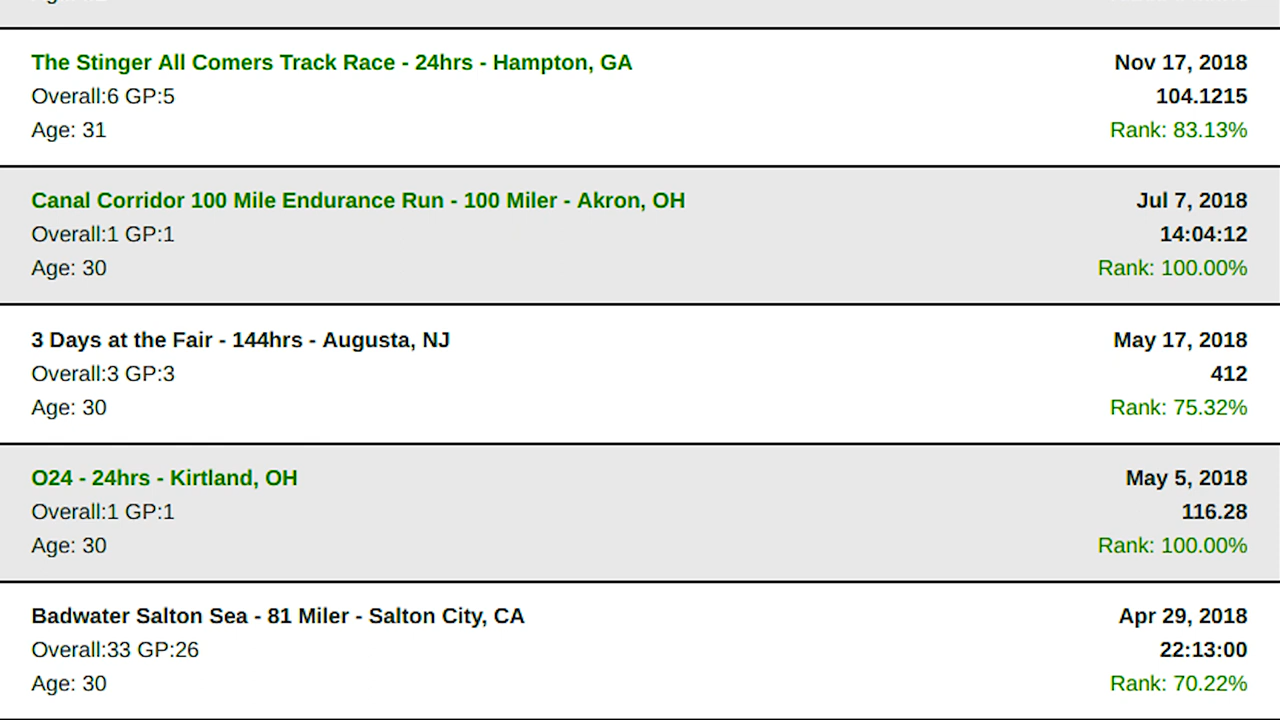 The Stinger All Comers Track Race - 24hrs - Hampton, GA
Nov 17, 2018
Overall:6 GP:5
104.1215
Age: 31
Rank: 83.13%
Canal Corridor 100 Mile Endurance Run - 100 Miler - Akron, OH
Jul 7, 2018
Overall:1 GP:1
14:04:12
Age: 30
Rank: 100.00%
3 Days at the Fair - 144hrs - Augusta, NJ
May 17, 2018
Overall:3 GP:3
412
Age: 30
Rank: 75.32%
O24 - 24hrs - Kirtland, OH
May 5, 2018
Overall:1 GP:1
116.28
Age: 30
Rank: 100.00%
Badwater Salton Sea - 81 Miler - Salton City, CA
Apr 29, 2018
Overall:33 GP:26
22:13:00
Age: 30
Rank: 70.22%